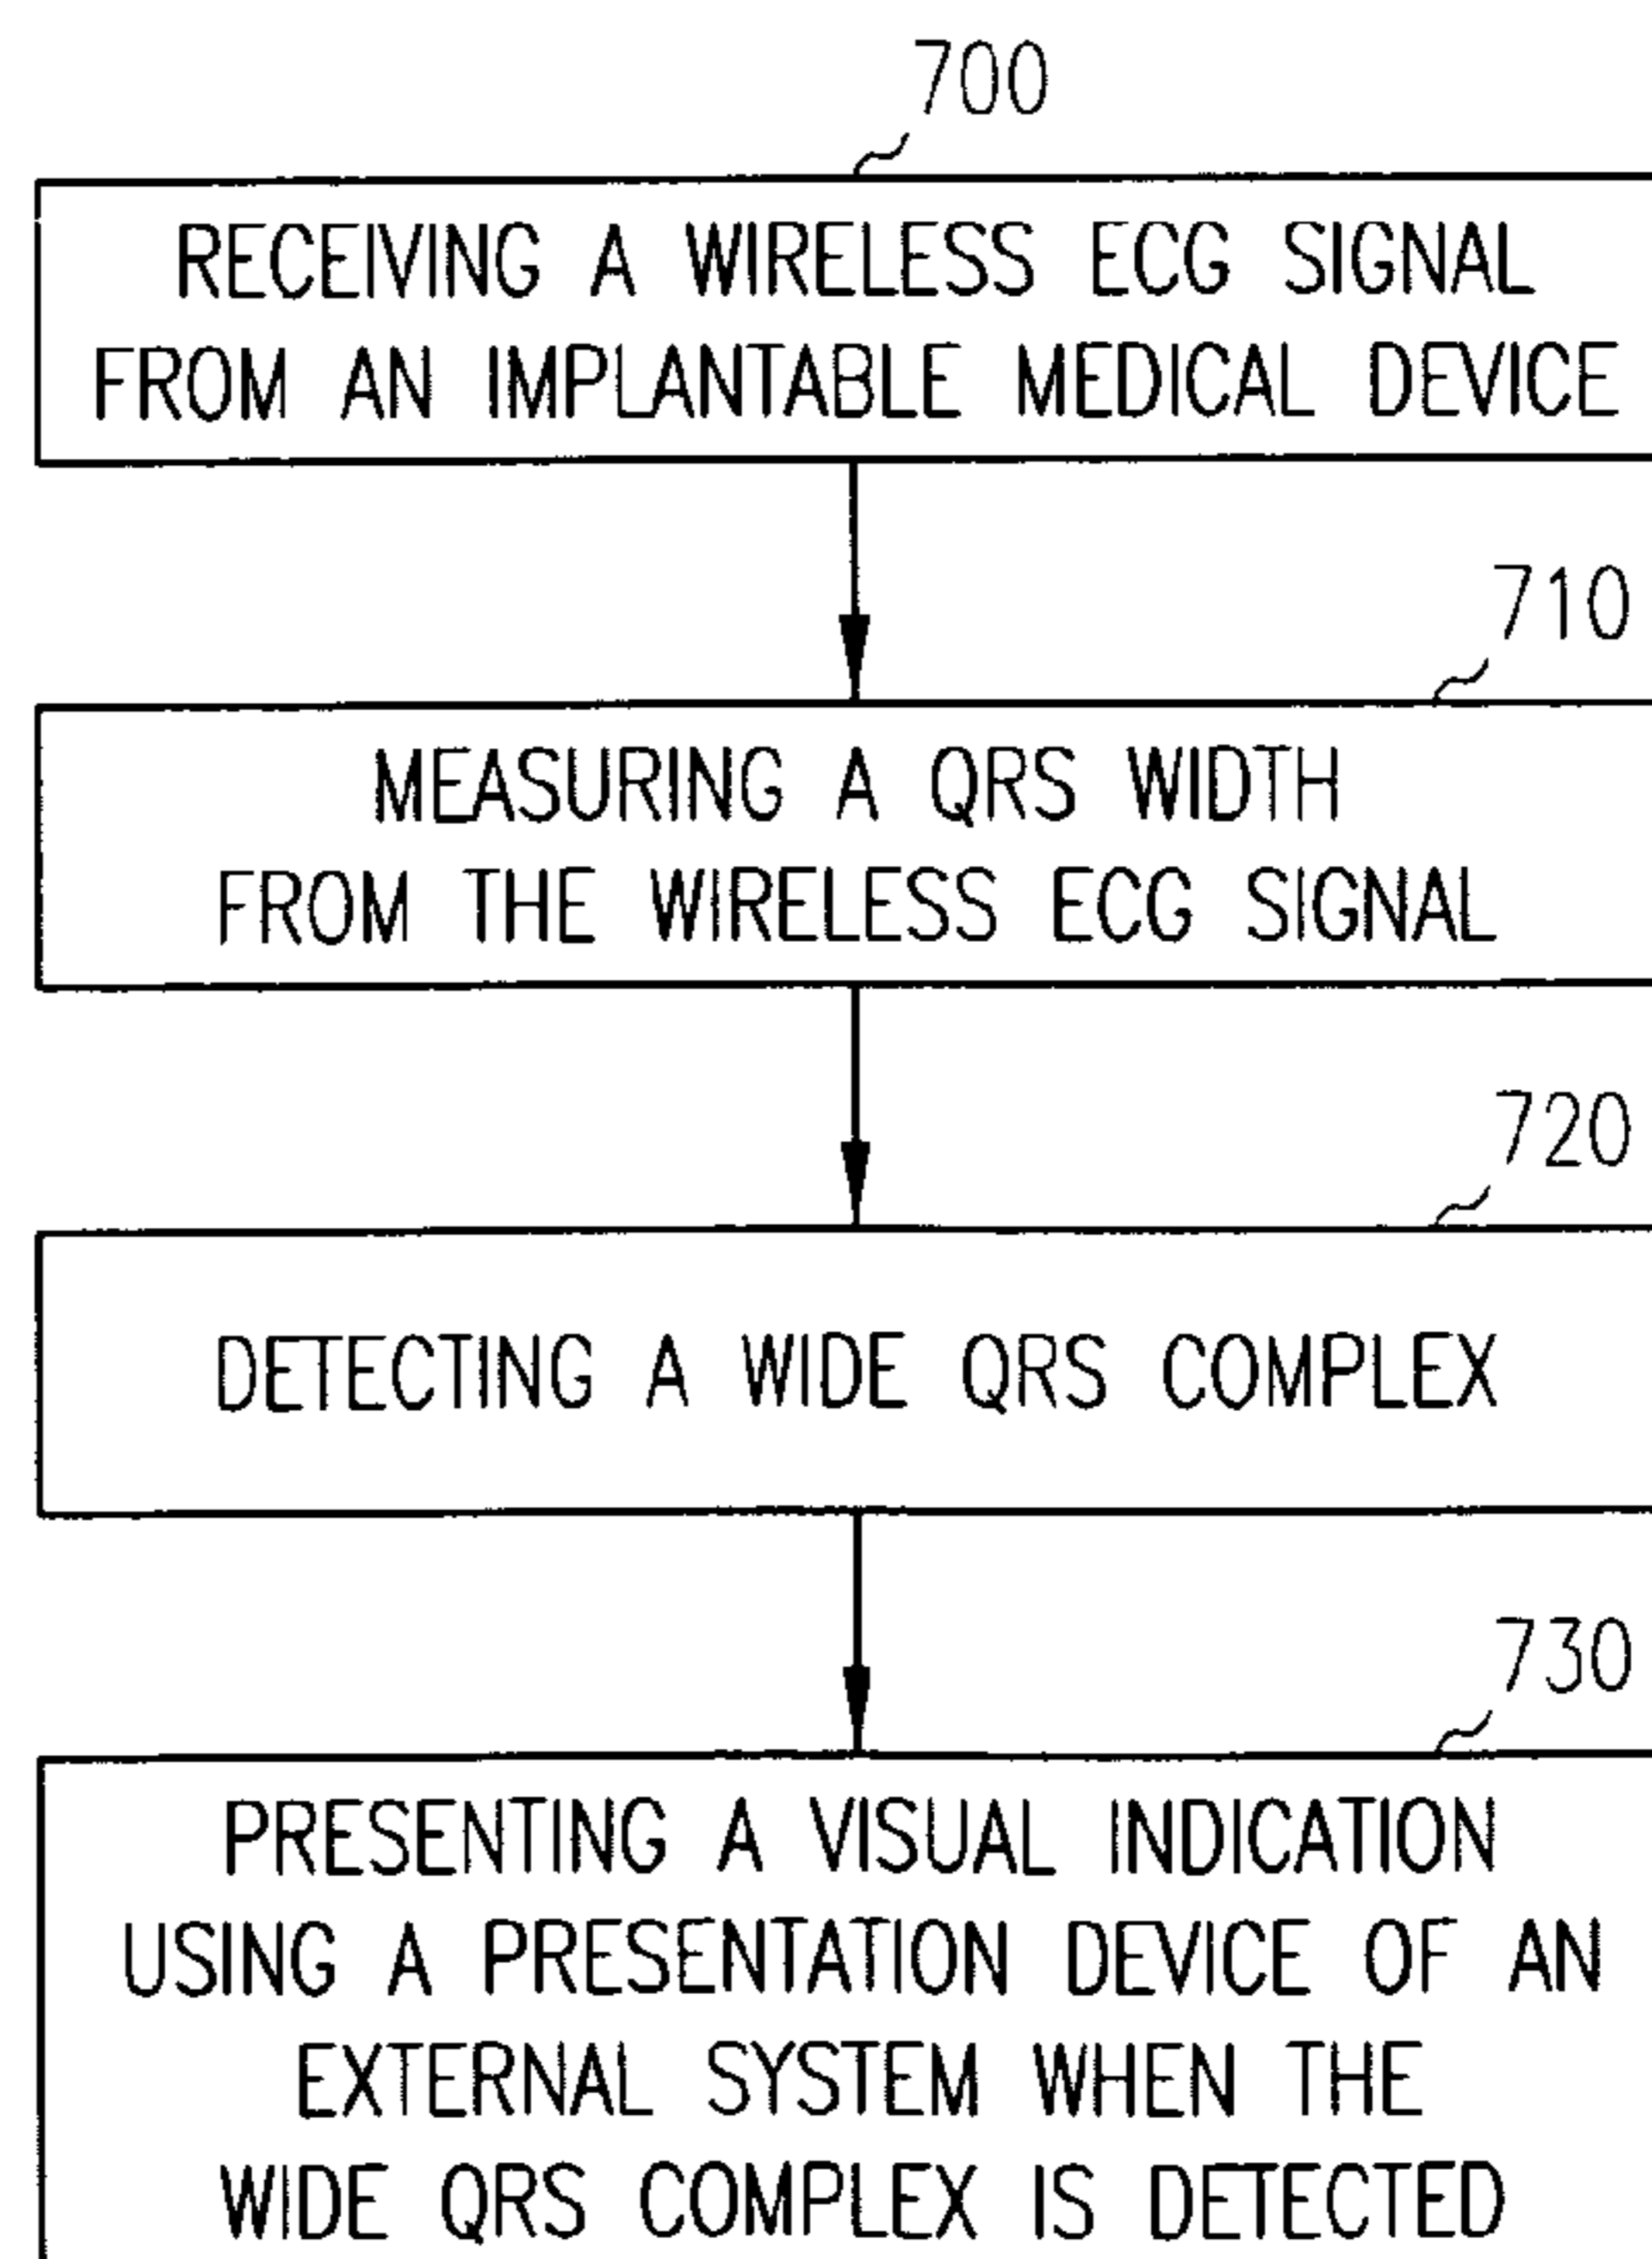 700
RECEIVING A WIRELESS ECG SIGNAL
FROM AN IMPLANTABLE MEDICAL DEVICE
710
MEASURING A QRS WIDTH
FROM THE WIRELESS ECG SIGNAL
720
DETECTING A WIDE QRS COMPLEX
730
PRESENTING A VISUAL INDICATION
USING A PRESENTATION DEVICE OF AN
EXTERNAL SYSTEM WHEN THE
WIDE QRS COMPLEX IS DETECTED